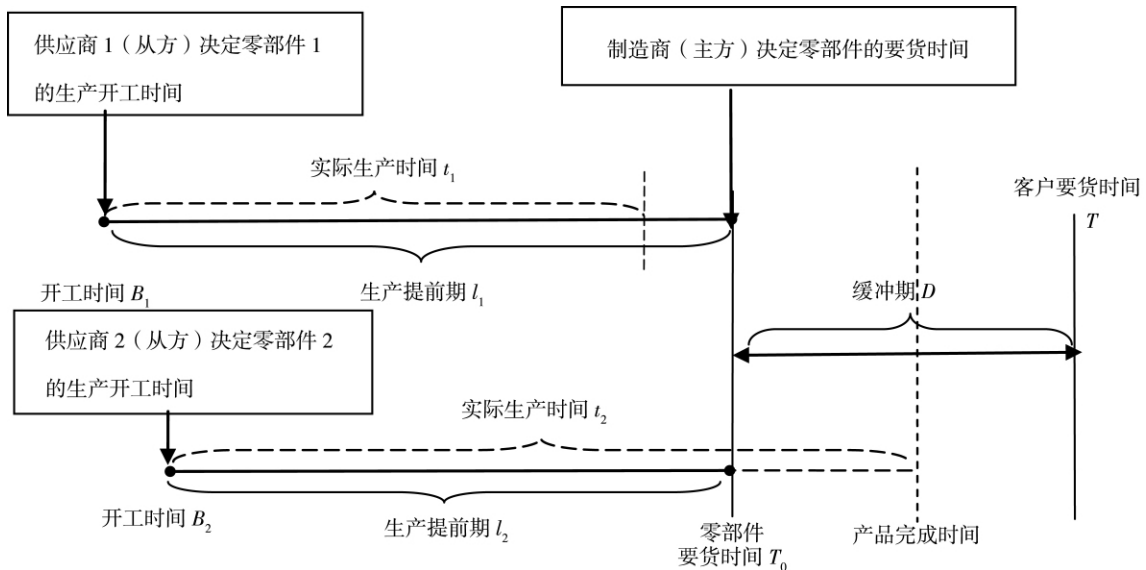 供应商 1（从方）决定零部件 1
的生产开工时间
制造商（主方）决定零部件的要货时间
实际生产时间 t₁
客户要货时间
T
开工时间 B₁
生产提前期 l₁
缓冲期 D
供应商 2（从方）决定零部件 2
的生产开工时间
实际生产时间 t₂
开工时间 B₂
生产提前期 l₂
零部件
要货时间 T₀
产品完成时间